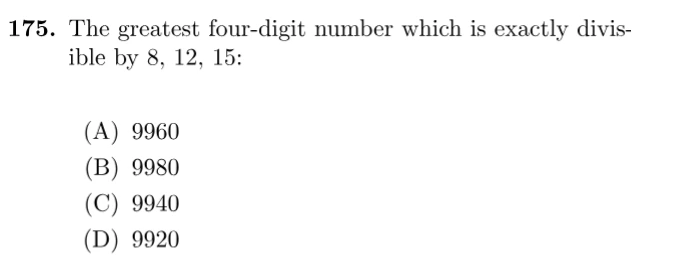 175. The greatest four-digit number which is exactly divis-
ible by 8, 12, 15:
(A) 9960
(B) 9980
(C) 9940
(D) 9920